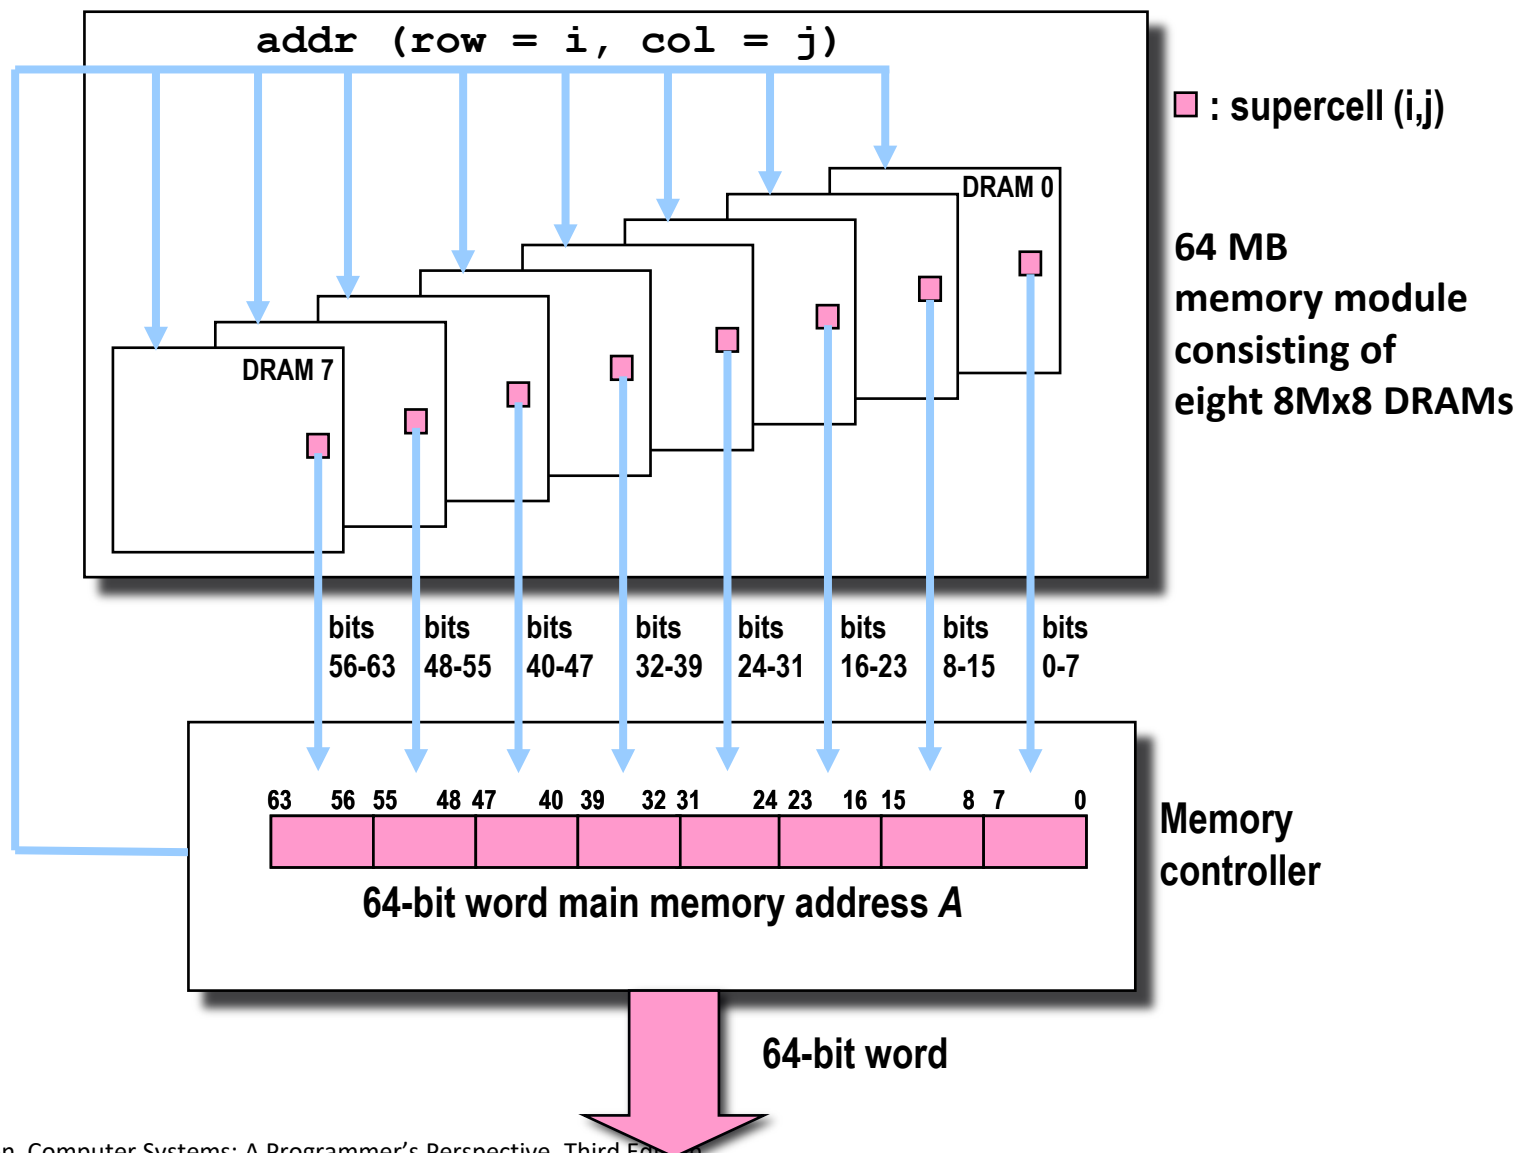 addr (row = i, col = j)
: supercell (i,j)
DRAM 0
64 MB
memory module
consisting of
eight 8Mx8 DRAMs
DRAM 7
bits 56-63
bits 48-55
bits 40-47
bits 32-39
bits 24-31
bits 16-23
bits 8-15
bits 0-7
63 56 55 48 47 40 39 32 31 24 23 16 15 8 7 0
Memory
controller
64-bit word main memory address A
64-bit word
Computer Systems: A Programmer's Perspective, Third